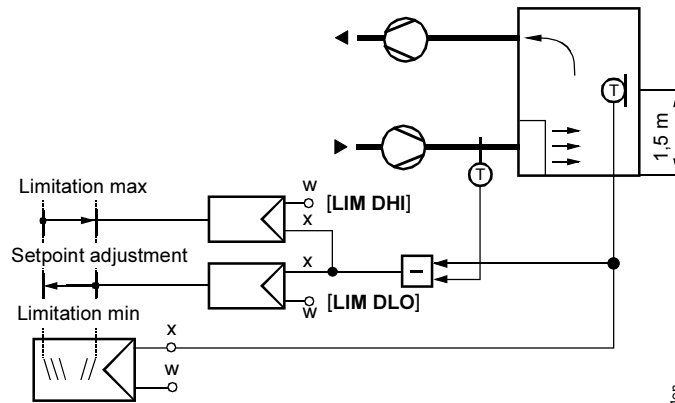 T
1,5 m
T
Limitation max
w
[LIM DHI]
x
Setpoint adjustment
x
–
w
[LIM DLO]
Limitation min
x
w